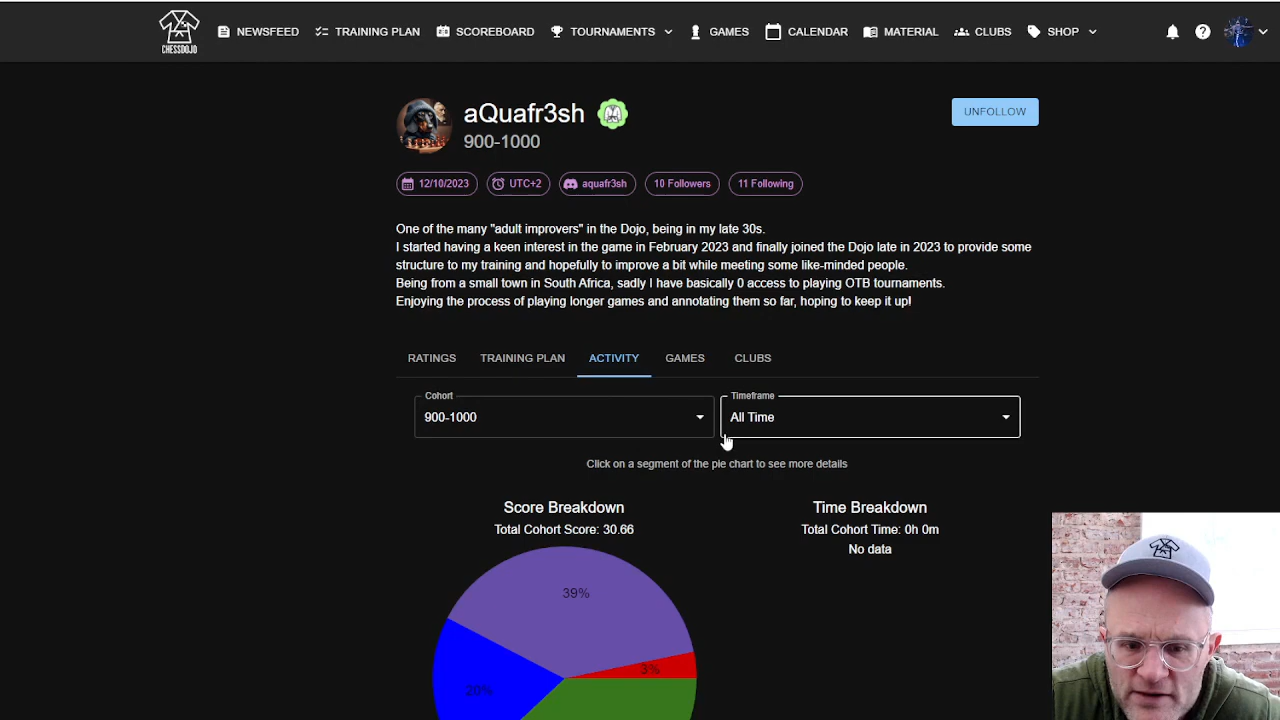 CHESSDOJO
NEWSFEED
TRAINING PLAN
SCOREBOARD
TOURNAMENTS
GAMES
CALENDAR
MATERIAL
CLUBS
SHOP
aQuafr3sh
900-1000
UNFOLLOW
12/10/2023
UTC+2
aquafr3sh
10 Followers
11 Following
One of the many "adult improvers" in the Dojo, being in my late 30s.
I started having a keen interest in the game in February 2023 and finally joined the Dojo late in 2023 to provide some
structure to my training and hopefully to improve a bit while meeting some like-minded people.
Being from a small town in South Africa, sadly I have basically 0 access to playing OTB tournaments.
Enjoying the process of playing longer games and annotating them so far, hoping to keep it up!
RATINGS
TRAINING PLAN
ACTIVITY
GAMES
CLUBS
Cohort
900-1000
Timeframe
All Time
Click on a segment of the pie chart to see more details
Score Breakdown
Total Cohort Score: 30.66
Time Breakdown
Total Cohort Time: 0h 0m
No data
39%
3%
20%